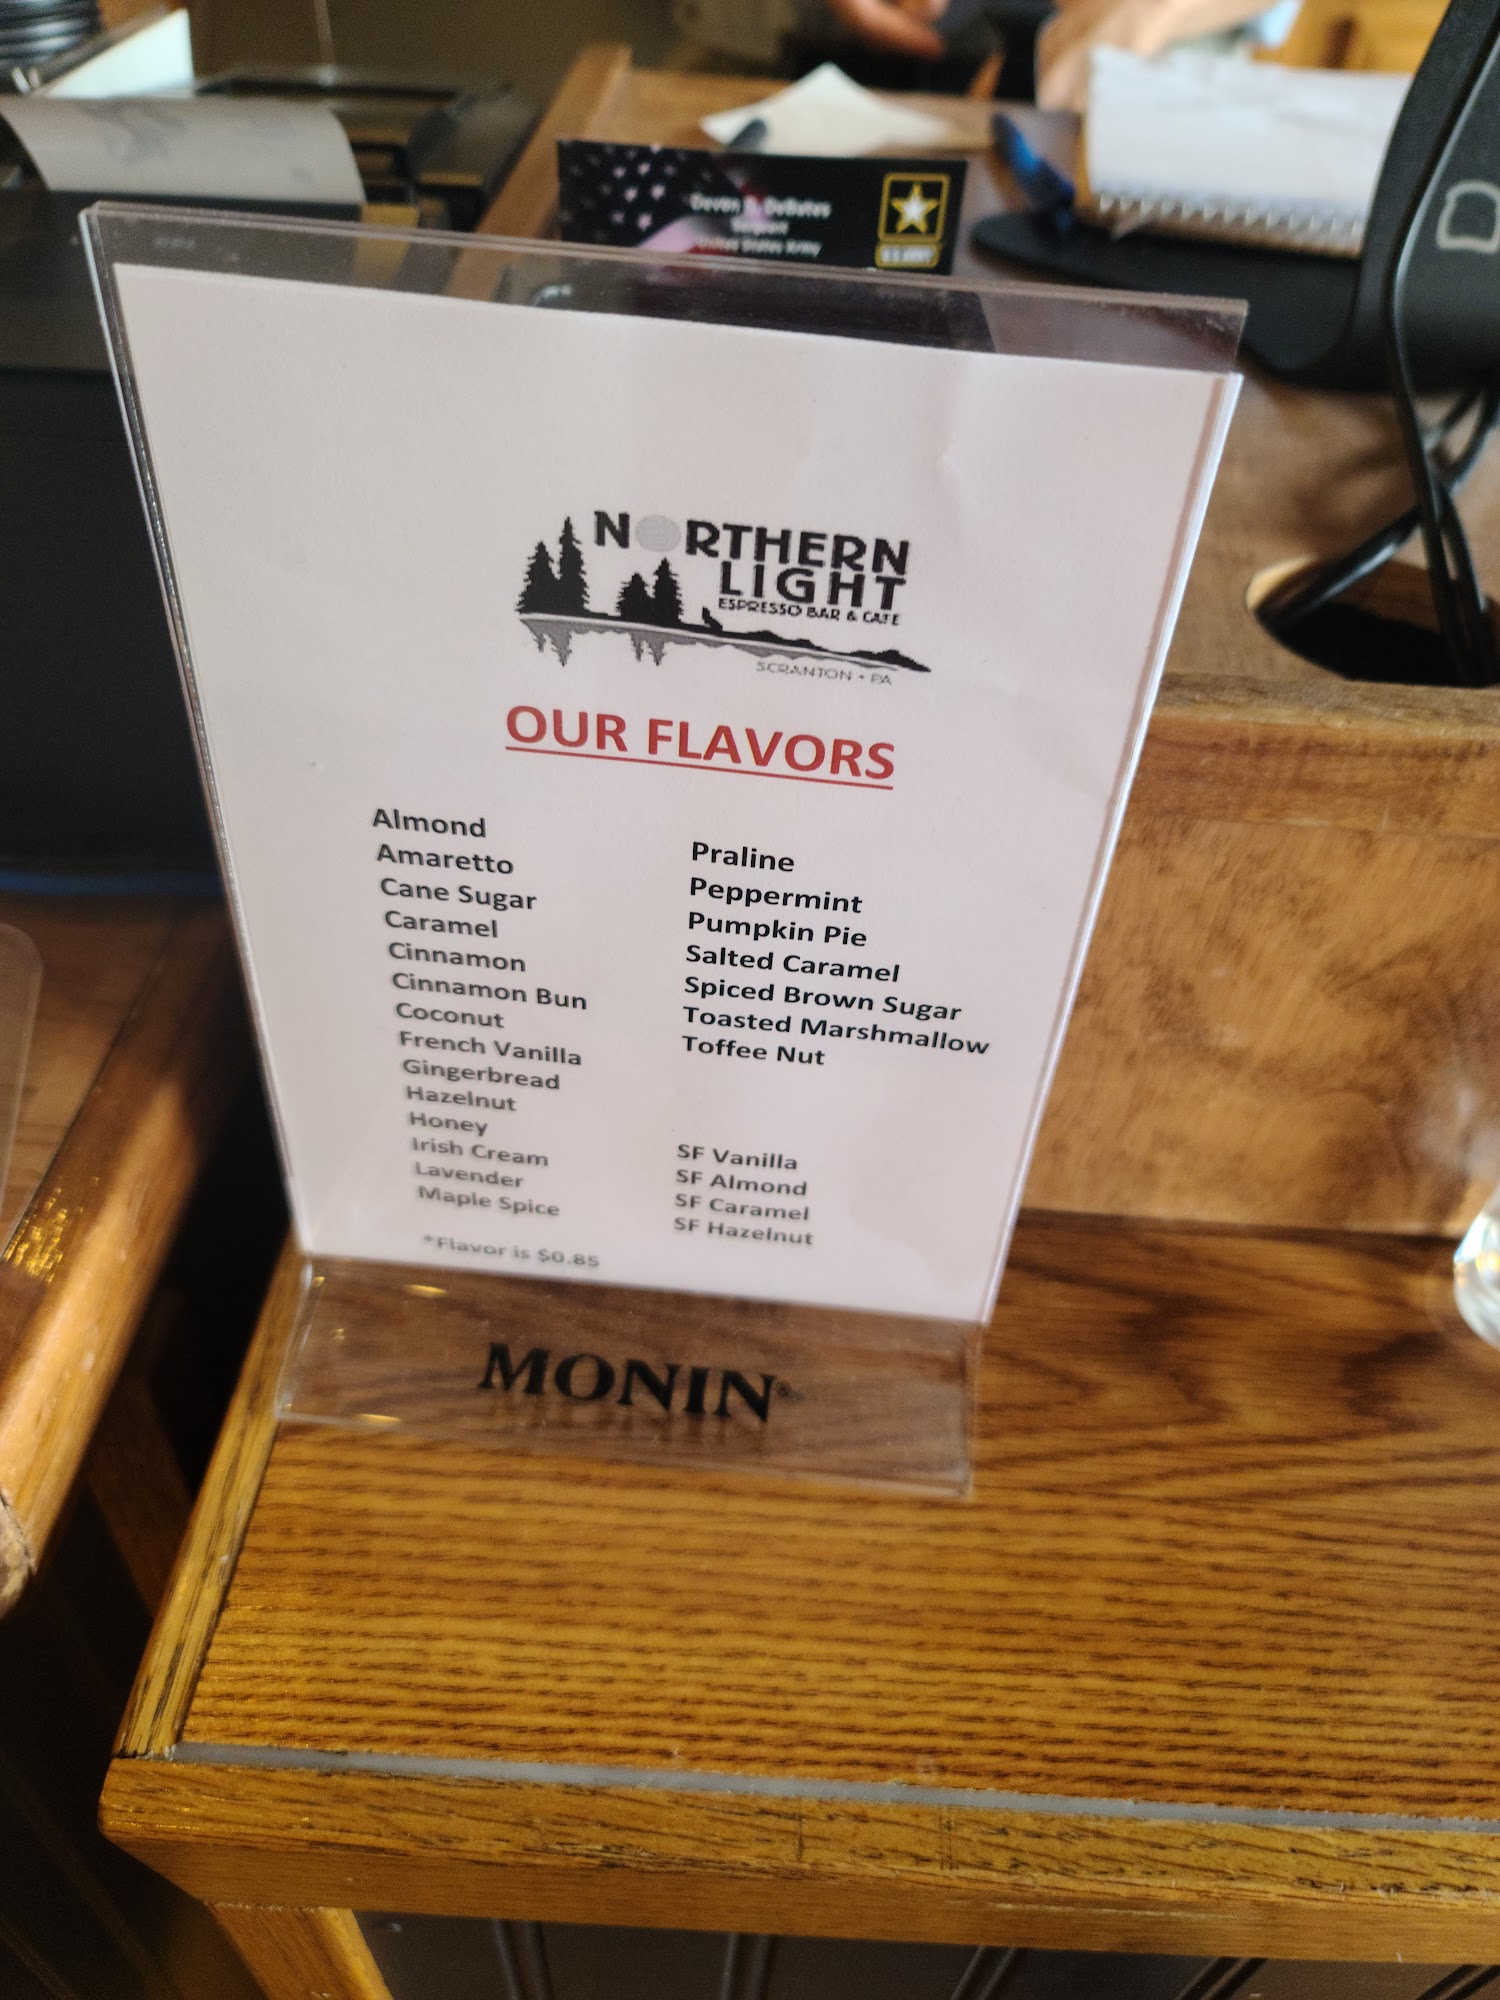 United States Army
NORTHERN
LIGHT
ESPRESSO BAR & CAFE
SCRANTON • PA
OUR FLAVORS
Almond
Amaretto
Cane Sugar
Caramel
Cinnamon
Cinnamon Bun
Coconut
French Vanilla
Gingerbread
Hazelnut
Honey
Irish Cream
Lavender
Maple Spice
*Flavor is $0.85
Praline
Peppermint
Pumpkin Pie
Salted Caramel
Spiced Brown Sugar
Toasted Marshmallow
Toffee Nut
SF Vanilla
SF Almond
SF Caramel
SF Hazelnut
MONIN®